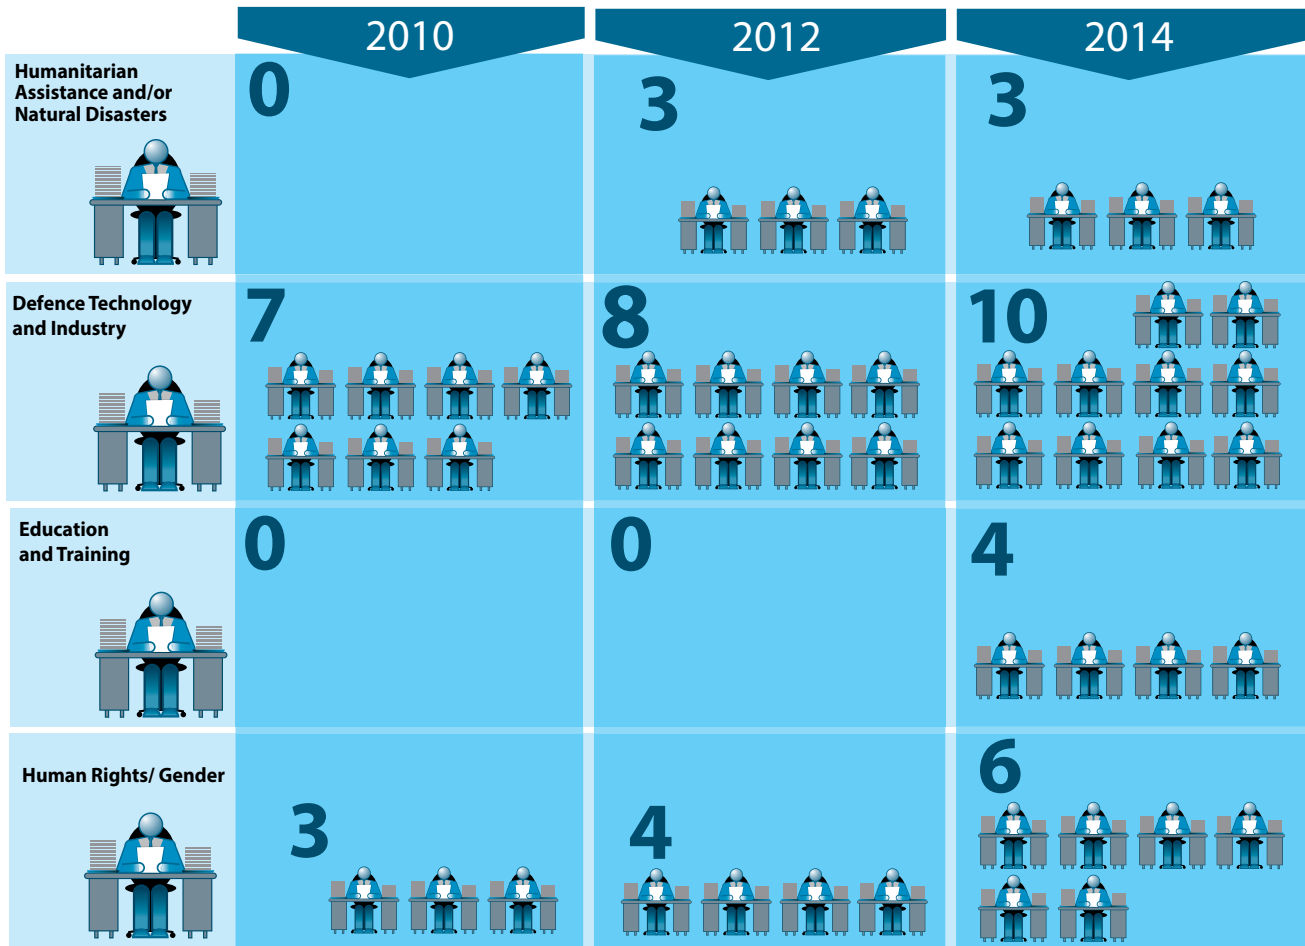 2010
2012
2014
Humanitarian
Assistance and/or
Natural Disasters
0
3
3
Defence Technology
and Industry
7
8
10
Education
and Training
0
0
4
Human Rights/ Gender
3
4
6